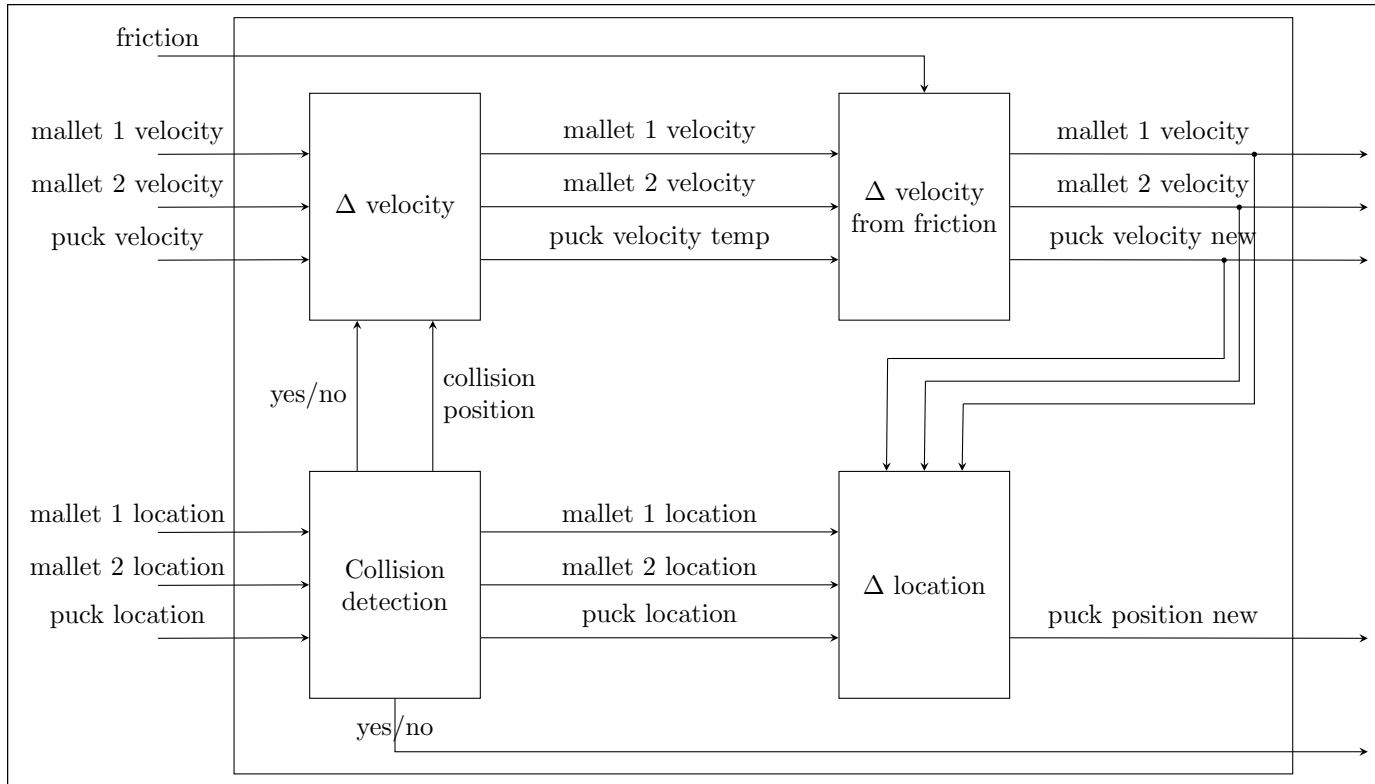 friction
mallet 1 velocity
mallet 2 velocity
puck velocity
Δ velocity
mallet 1 velocity
mallet 2 velocity
puck velocity temp
Δ velocity
from friction
mallet 1 velocity
mallet 2 velocity
puck velocity new
yes/no
collision
position
mallet 1 location
mallet 2 location
puck location
Collision
detection
mallet 1 location
mallet 2 location
puck location
Δ location
puck position new
yes/no